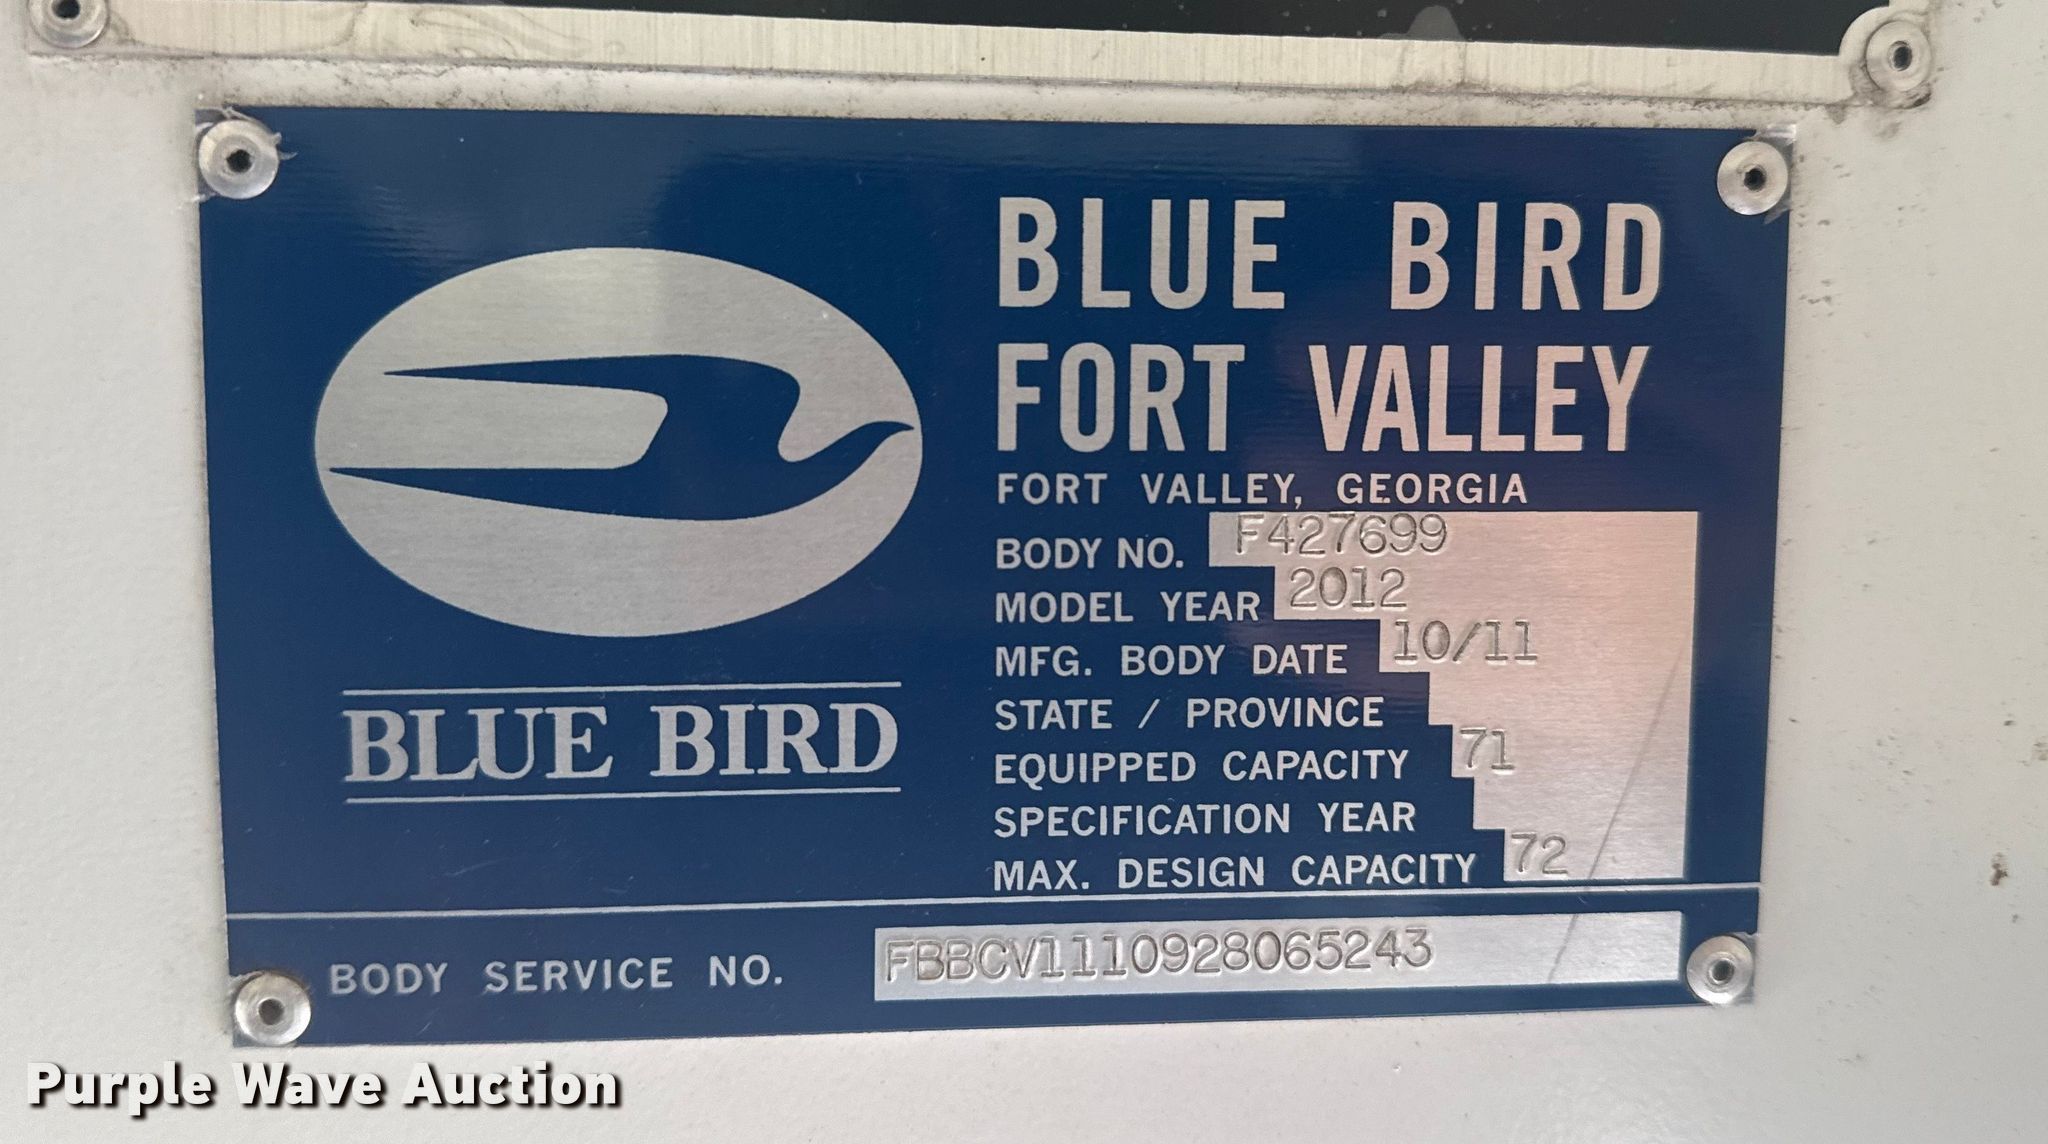 BLUE BIRD
FORT VALLEY
FORT VALLEY, GEORGIA
BODY NO. F427699
MODEL YEAR 2012
MFG. BODY DATE 10/11
STATE / PROVINCE
EQUIPPED CAPACITY 71
SPECIFICATION YEAR
MAX. DESIGN CAPACITY 72
BLUE BIRD
BODY SERVICE NO. FBBCV1110928065243
Purple Wave Auction